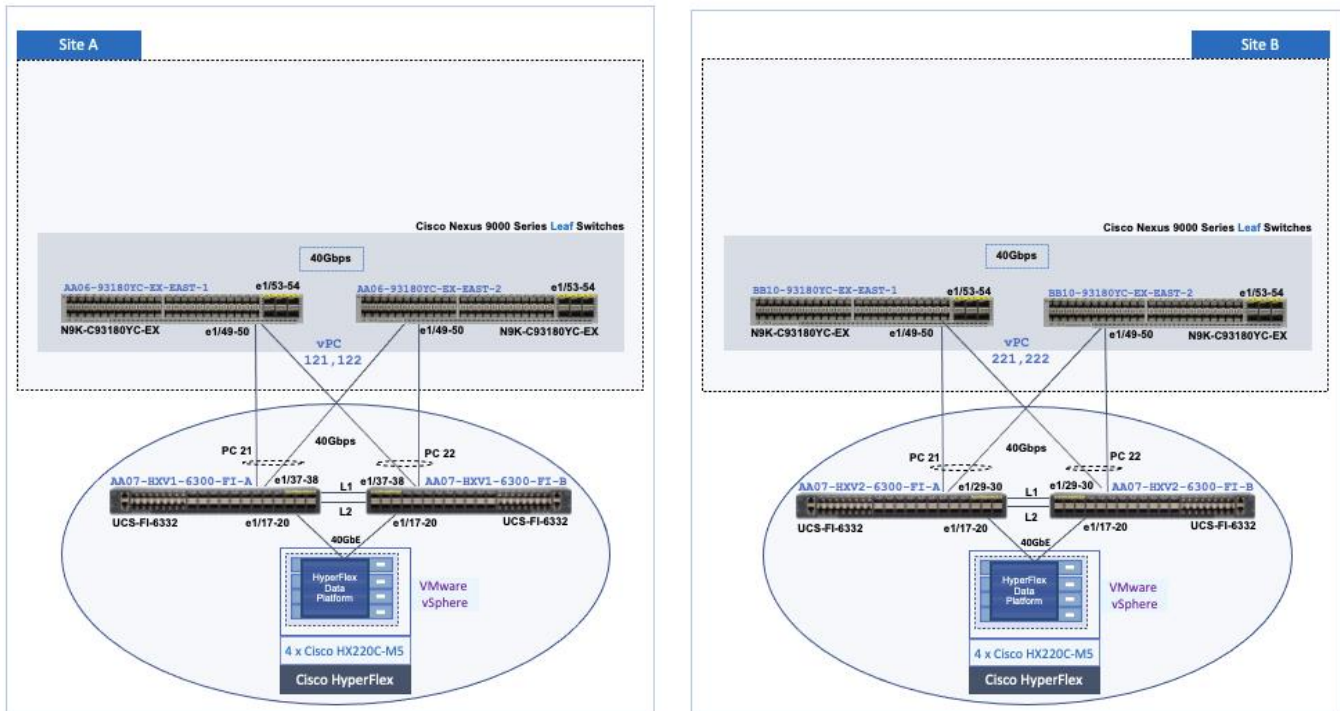 Site A
Cisco Nexus 9000 Series Leaf Switches
40Gbps
AA06-93180YC-EX-EAST-1
e1/53-54
AA06-93180YC-EX-EAST-2
e1/53-54
N9K-C93180YC-EX
e1/49-50
e1/49-50
N9K-C93180YC-EX
vPC
121,122
40Gbps
PC 21
PC 22
AA07-HXV1-6300-FI-A
e1/37-38
L1
e1/37-38
AA07-HXV1-6300-FI-B
L2
UCS-FI-6332
e1/17-20
e1/17-20
UCS-FI-6332
40GbE
HyperFlex
Data
Platform
VMware
vSphere
4 x Cisco HX220C-M5
Cisco HyperFlex
Site B
Cisco Nexus 9000 Series Leaf Switches
40Gbps
BB10-93180YC-EX-EAST-1
e1/53-54
BB10-93180YC-EX-EAST-2
e1/53-54
N9K-C93180YC-EX
e1/49-50
e1/49-50
N9K-C93180YC-EX
vPC
221,222
40Gbps
PC 21
PC 22
AA07-HXV2-6300-FI-A
e1/29-30
L1
e1/29-30
AA07-HXV2-6300-FI-B
L2
UCS-FI-6332
e1/17-20
e1/17-20
UCS-FI-6332
40GbE
HyperFlex
Data
Platform
VMware
vSphere
4 x Cisco HX220C-M5
Cisco HyperFlex